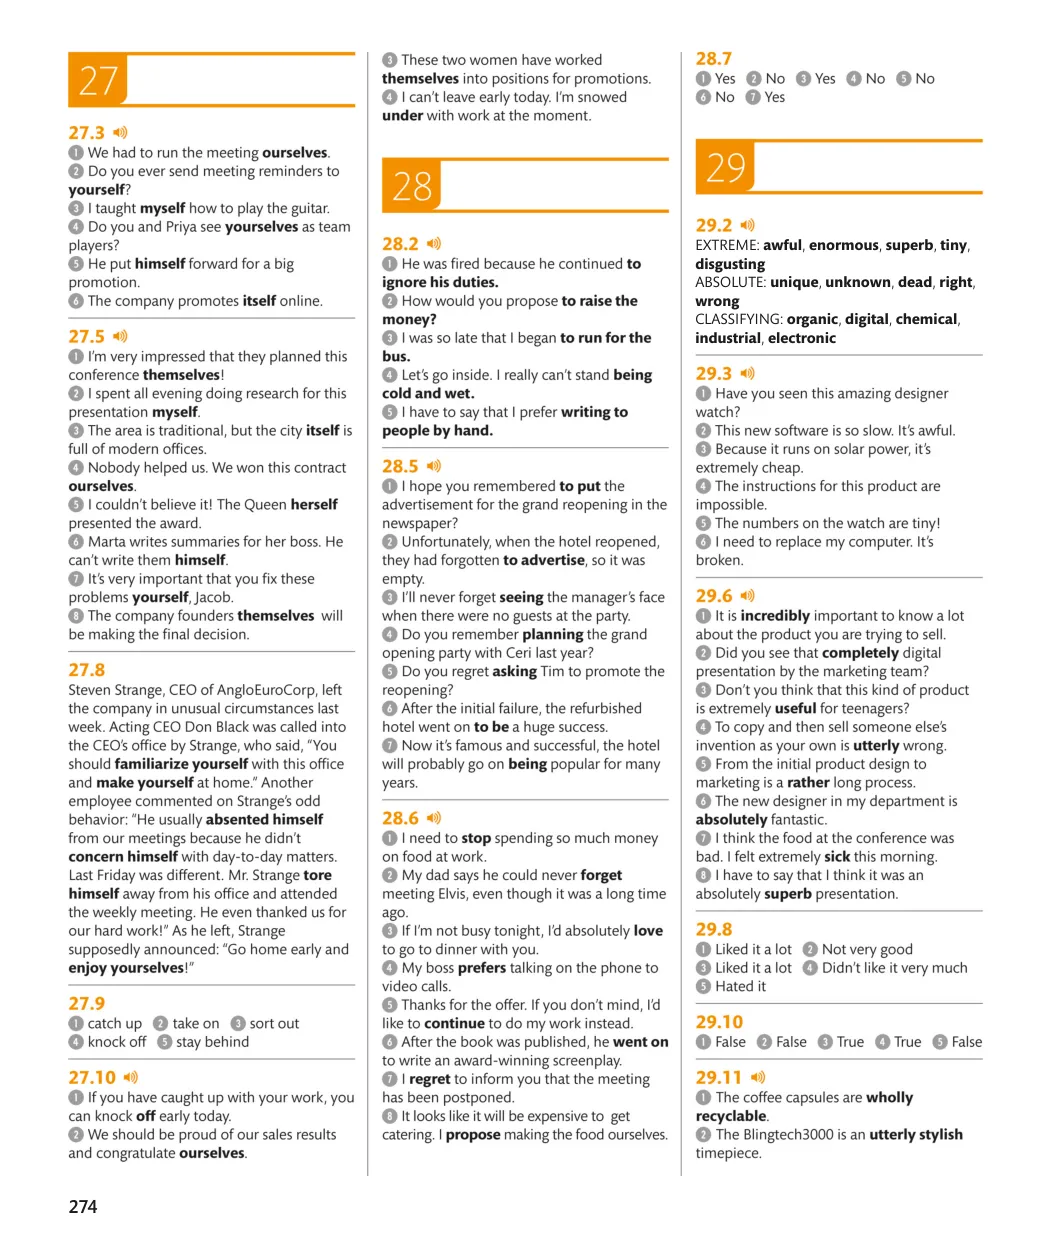 27
27.3
1 We had to run the meeting ourselves.
2 Do you ever send meeting reminders to
yourself?
3 I taught myself how to play the guitar.
4 Do you and Priya see yourselves as team
players?
5 He put himself forward for a big
promotion.
6 The company promotes itself online.
27.5
1 I’m very impressed that they planned this
conference themselves!
2 I spent all evening doing research for this
presentation myself.
3 The area is traditional, but the city itself is
full of modern offices.
4 Nobody helped us. We won this contract
ourselves.
5 I couldn’t believe it! The Queen herself
presented the award.
6 Marta writes summaries for her boss. He
can’t write them himself.
7 It’s very important that you fix these
problems yourself, Jacob.
8 The company founders themselves will
be making the final decision.
27.8
Steven Strange, CEO of AngloEuroCorp, left
the company in unusual circumstances last
week. Acting CEO Don Black was called into
the CEO’s office by Strange, who said, “You
should familiarize yourself with this office
and make yourself at home.” Another
employee commented on Strange’s odd
behavior: “He usually absented himself
from our meetings because he didn’t
concern himself with day-to-day matters.
Last Friday was different. Mr. Strange tore
himself away from his office and attended
the weekly meeting. He even thanked us for
our hard work!” As he left, Strange
supposedly announced: “Go home early and
enjoy yourselves!”
27.9
1 catch up 2 take on 3 sort out
4 knock off 5 stay behind
27.10
1 If you have caught up with your work, you
can knock off early today.
2 We should be proud of our sales results
and congratulate ourselves.
3 These two women have worked
themselves into positions for promotions.
4 I can’t leave early today. I’m snowed
under with work at the moment.
28
28.2
1 He was fired because he continued to
ignore his duties.
2 How would you propose to raise the
money?
3 I was so late that I began to run for the
bus.
4 Let’s go inside. I really can’t stand being
cold and wet.
5 I have to say that I prefer writing to
people by hand.
28.5
1 I hope you remembered to put the
advertisement for the grand reopening in the
newspaper?
2 Unfortunately, when the hotel reopened,
they had forgotten to advertise, so it was
empty.
3 I’ll never forget seeing the manager’s face
when there were no guests at the party.
4 Do you remember planning the grand
opening party with Ceri last year?
5 Do you regret asking Tim to promote the
reopening?
6 After the initial failure, the refurbished
hotel went on to be a huge success.
7 Now it’s famous and successful, the hotel
will probably go on being popular for many
years.
28.6
1 I need to stop spending so much money
on food at work.
2 My dad says he could never forget
meeting Elvis, even though it was a long time
ago.
3 If I’m not busy tonight, I’d absolutely love
to go to dinner with you.
4 My boss prefers talking on the phone to
video calls.
5 Thanks for the offer. If you don’t mind, I’d
like to continue to do my work instead.
6 After the book was published, he went on
to write an award-winning screenplay.
7 I regret to inform you that the meeting
has been postponed.
8 It looks like it will be expensive to get
catering. I propose making the food ourselves.
28.7
1 Yes 2 No 3 Yes 4 No 5 No
6 No 7 Yes
29
29.2
EXTREME: awful, enormous, superb, tiny,
disgusting
ABSOLUTE: unique, unknown, dead, right,
wrong
CLASSIFYING: organic, digital, chemical,
industrial, electronic
29.3
1 Have you seen this amazing designer
watch?
2 This new software is so slow. It’s awful.
3 Because it runs on solar power, it’s
extremely cheap.
4 The instructions for this product are
impossible.
5 The numbers on the watch are tiny!
6 I need to replace my computer. It’s
broken.
29.6
1 It is incredibly important to know a lot
about the product you are trying to sell.
2 Did you see that completely digital
presentation by the marketing team?
3 Don’t you think that this kind of product
is extremely useful for teenagers?
4 To copy and then sell someone else’s
invention as your own is utterly wrong.
5 From the initial product design to
marketing is a rather long process.
6 The new designer in my department is
absolutely fantastic.
7 I think the food at the conference was
bad. I felt extremely sick this morning.
8 I have to say that I think it was an
absolutely superb presentation.
29.8
1 Liked it a lot 2 Not very good
3 Liked it a lot 4 Didn’t like it very much
5 Hated it
29.10
1 False 2 False 3 True 4 True 5 False
29.11
1 The coffee capsules are wholly
recyclable.
2 The Blingtech3000 is an utterly stylish
timepiece.
274